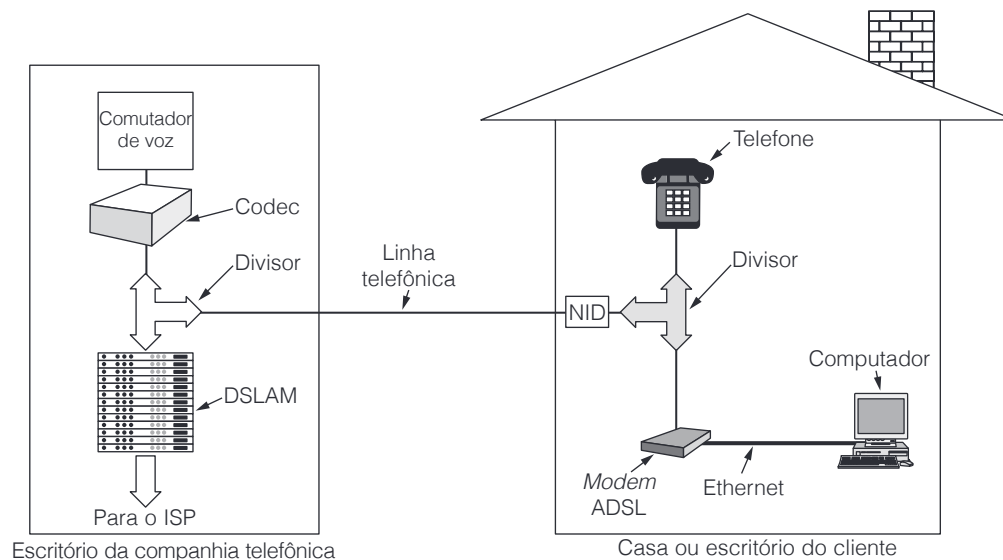 Comutador
de voz
Codec
Divisor
DSLAM
Para o ISP
Escritório da companhia telefônica
Linha
telefônica
NID
Telefone
Divisor
Computador
Modem
ADSL
Ethernet
Casa ou escritório do cliente